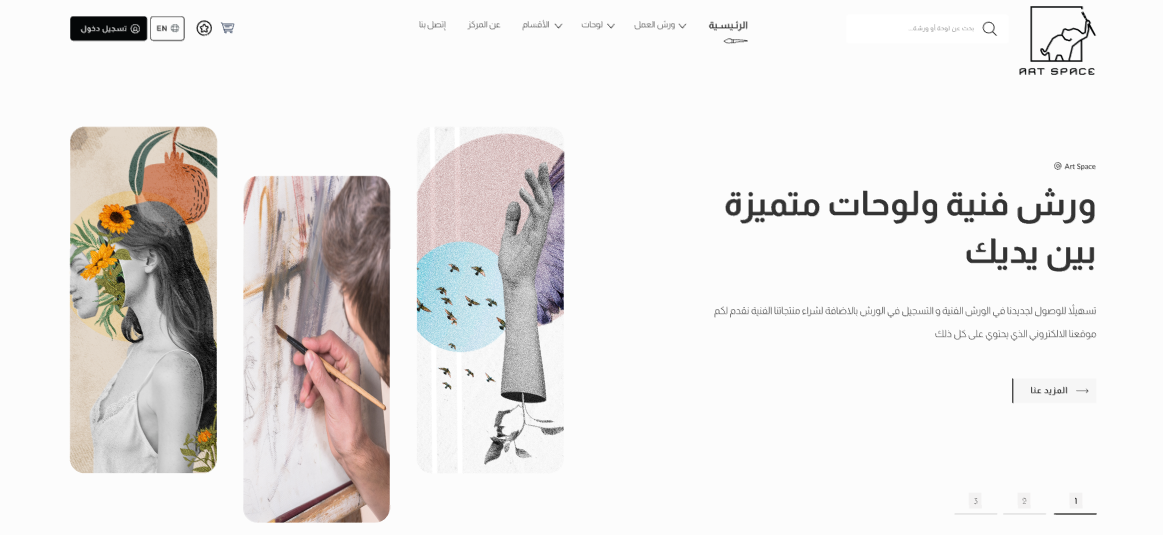 ART SPACE
بحث عن لوحة أو ورشة...
الرئيسية
ورش العمل
لوحات
الأقسام
عن المركز
إتصل بنا
EN
تسجيل دخول
Art Space
ورش فنية ولوحات متميزة
بين يديك
تسهيلًا للوصول لجديدنا في الورش الفنية و التسجيل في الورش بالاضافة لشراء منتجاتنا الفنية نقدم لكم
موقعنا الالكتروني الذي يحتوي على كل ذلك
المزيد عنا
1
2
3